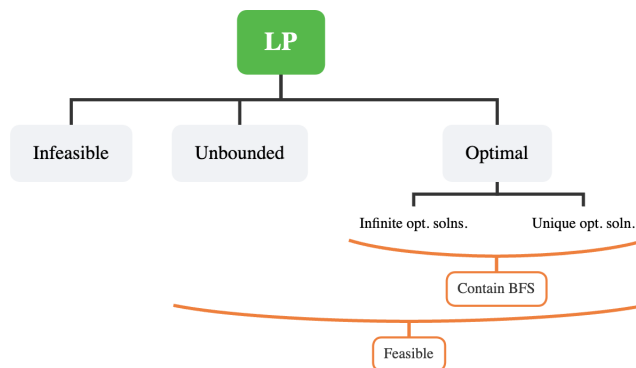 LP
Infeasible
Unbounded
Optimal
Infinite opt. solns.
Unique opt. soln.
Contain BFS
Feasible